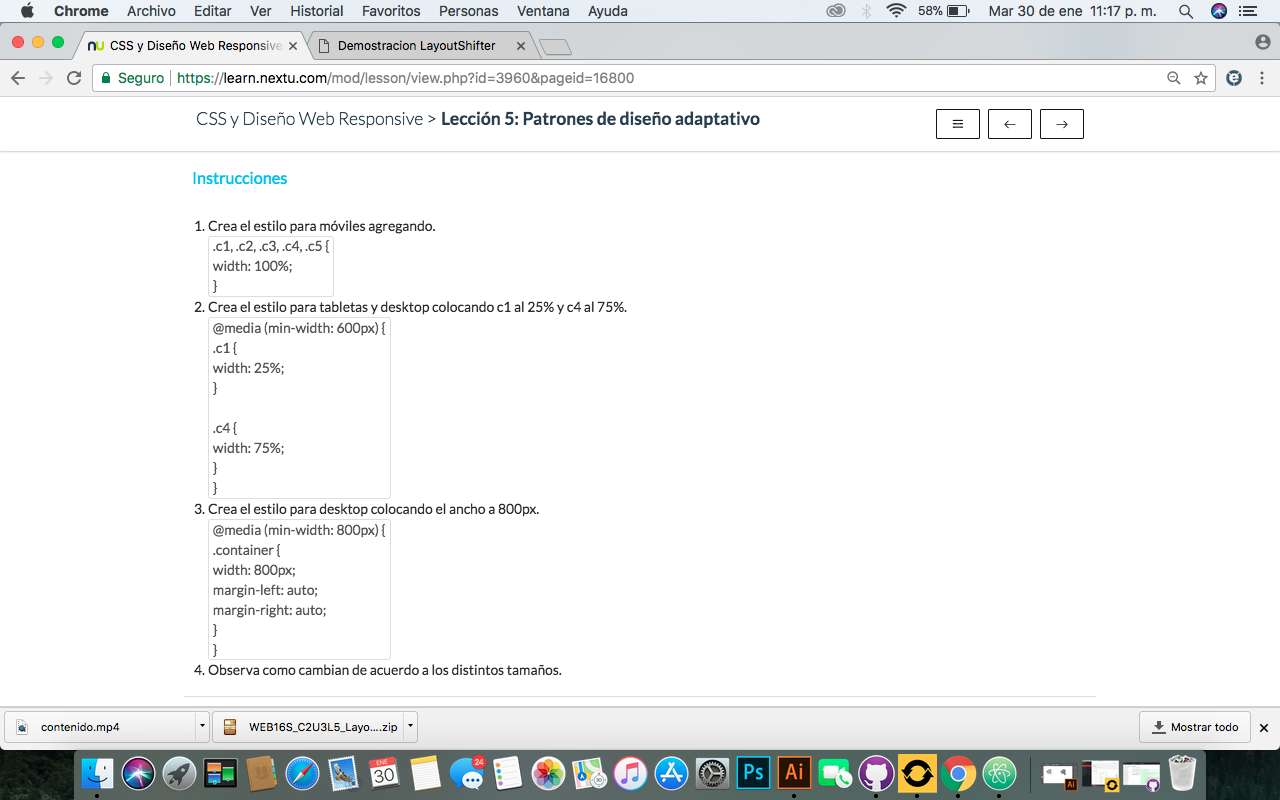 Chrome Archivo Editar Ver Historial Favoritos Personas Ventana Ayuda 58% Mar 30 de ene 11:17 p. m.
nu CSS y Diseño Web Responsive Demostracion LayoutShifter
Seguro https://learn.nextu.com/mod/lesson/view.php?id=3960&pageid=16800
CSS y Diseño Web Responsive > Lección 5: Patrones de diseño adaptativo
Instrucciones
1. Crea el estilo para móviles agregando.
.c1, .c2, .c3, .c4, .c5 {
width: 100%;
}
2. Crea el estilo para tabletas y desktop colocando c1 al 25% y c4 al 75%.
@media (min-width: 600px) {
.c1 {
width: 25%;
}
.c4 {
width: 75%;
}
}
3. Crea el estilo para desktop colocando el ancho a 800px.
@media (min-width: 800px) {
.container {
width: 800px;
margin-left: auto;
margin-right: auto;
}
}
4. Observa como cambian de acuerdo a los distintos tamaños.
contenido.mp4 WEB16S_C2U3L5_Layo....zip Mostrar todo
ENE
30
24
Ps
Ai